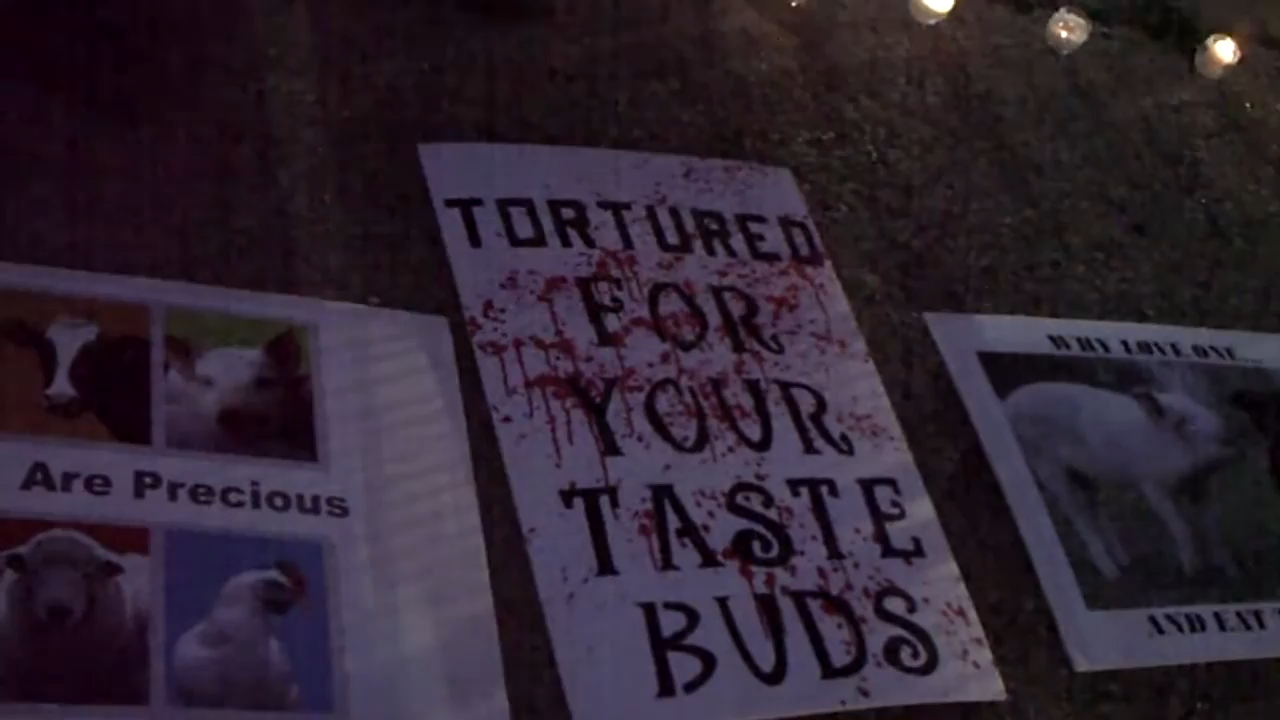 Are Precious
TORTURED
FOR
YOUR
TASTE
BUDS
WHY LOVE ONE...
AND EAT